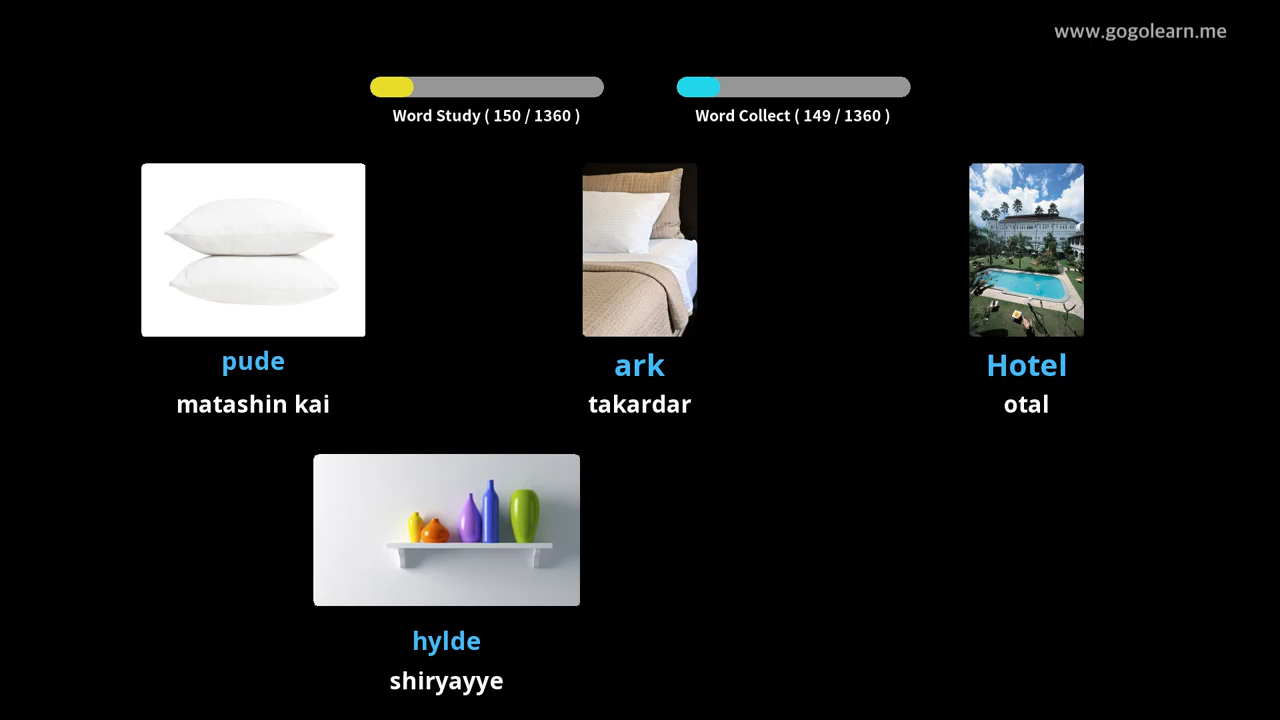 www.gogolearn.me
Word Study ( 150 / 1360 )
Word Collect ( 149 / 1360 )
pude
matashin kai
ark
takardar
Hotel
otal
hylde
shiryayye